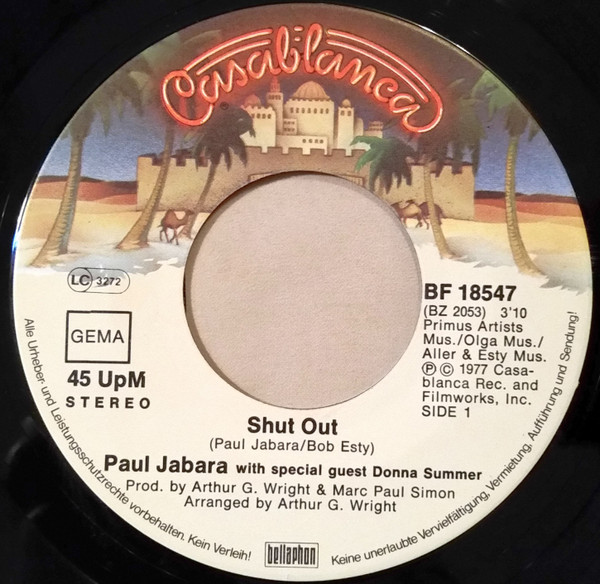 Casablanca
LC 3272
GEMA
45 UpM
STEREO
BF 18547
(BZ 2053) 3'10
Primus Artists
Mus./Olga Mus./
Aller & Esty Mus.
Ⓟ Ⓒ 1977 Casa-
blanca Rec. and
Filmworks, Inc.
SIDE 1
Shut Out
(Paul Jabara/Bob Esty)
Paul Jabara with special guest Donna Summer
Prod. by Arthur G. Wright & Marc Paul Simon
Arranged by Arthur G. Wright
bellaphon
Alle Urheber- und Leistungsschutzrechte vorbehalten. Kein Verleih! Keine unerlaubte Vervielfältigung, Vermietung, Aufführung und Sendung!